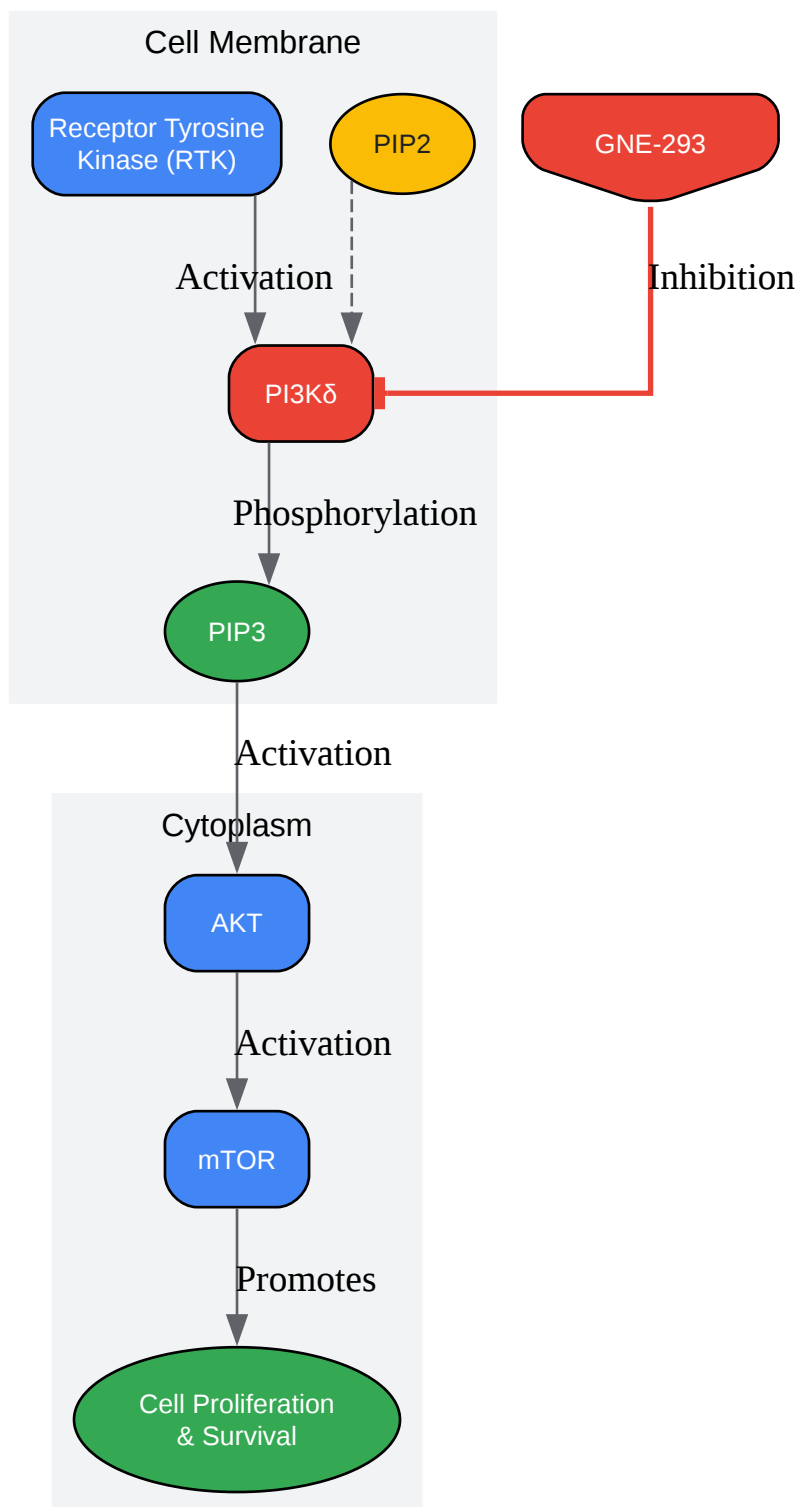 Cell Membrane
Receptor Tyrosine
Kinase (RTK)
PIP2
GNE-293
Activation
Inhibition
PI3Kδ
Phosphorylation
PIP3
Activation
Cytoplasm
AKT
Activation
mTOR
Promotes
Cell Proliferation
& Survival